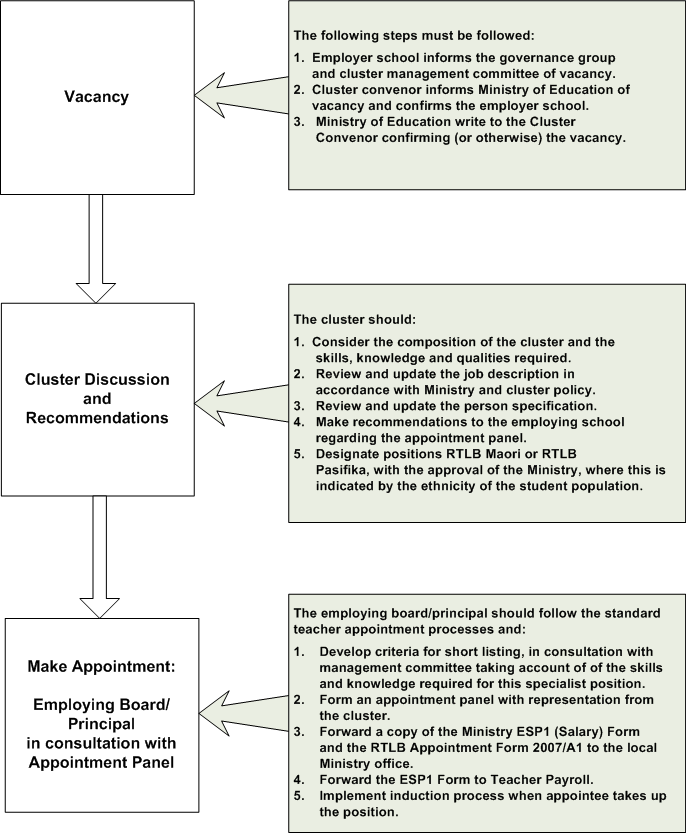 Vacancy
The following steps must be followed:
1. Employer school informs the governance group
and cluster management committee of vacancy.
2. Cluster convenor informs Ministry of Education of
vacancy and confirms the employer school.
3. Ministry of Education write to the Cluster
Convenor confirming (or otherwise) the vacancy.
Cluster Discussion
and
Recommendations
The cluster should:
1. Consider the composition of the cluster and the
skills, knowledge and qualities required.
2. Review and update the job description in
accordance with Ministry and cluster policy.
3. Review and update the person specification.
4. Make recommendations to the employing school
regarding the appointment panel.
5. Designate positions RTLB Maori or RTLB
Pasifika, with the approval of the Ministry, where this is
indicated by the ethnicity of the student population.
Make Appointment:
Employing Board/
Principal
in consultation with
Appointment Panel
The employing board/principal should follow the standard
teacher appointment processes and:
1. Develop criteria for short listing, in consultation with
management committee taking account of of the skills
and knowledge required for this specialist position.
2. Form an appointment panel with representation from
the cluster.
3. Forward a copy of the Ministry ESP1 (Salary) Form
and the RTLB Appointment Form 2007/A1 to the local
Ministry office.
4. Forward the ESP1 Form to Teacher Payroll.
5. Implement induction process when appointee takes up
the position.